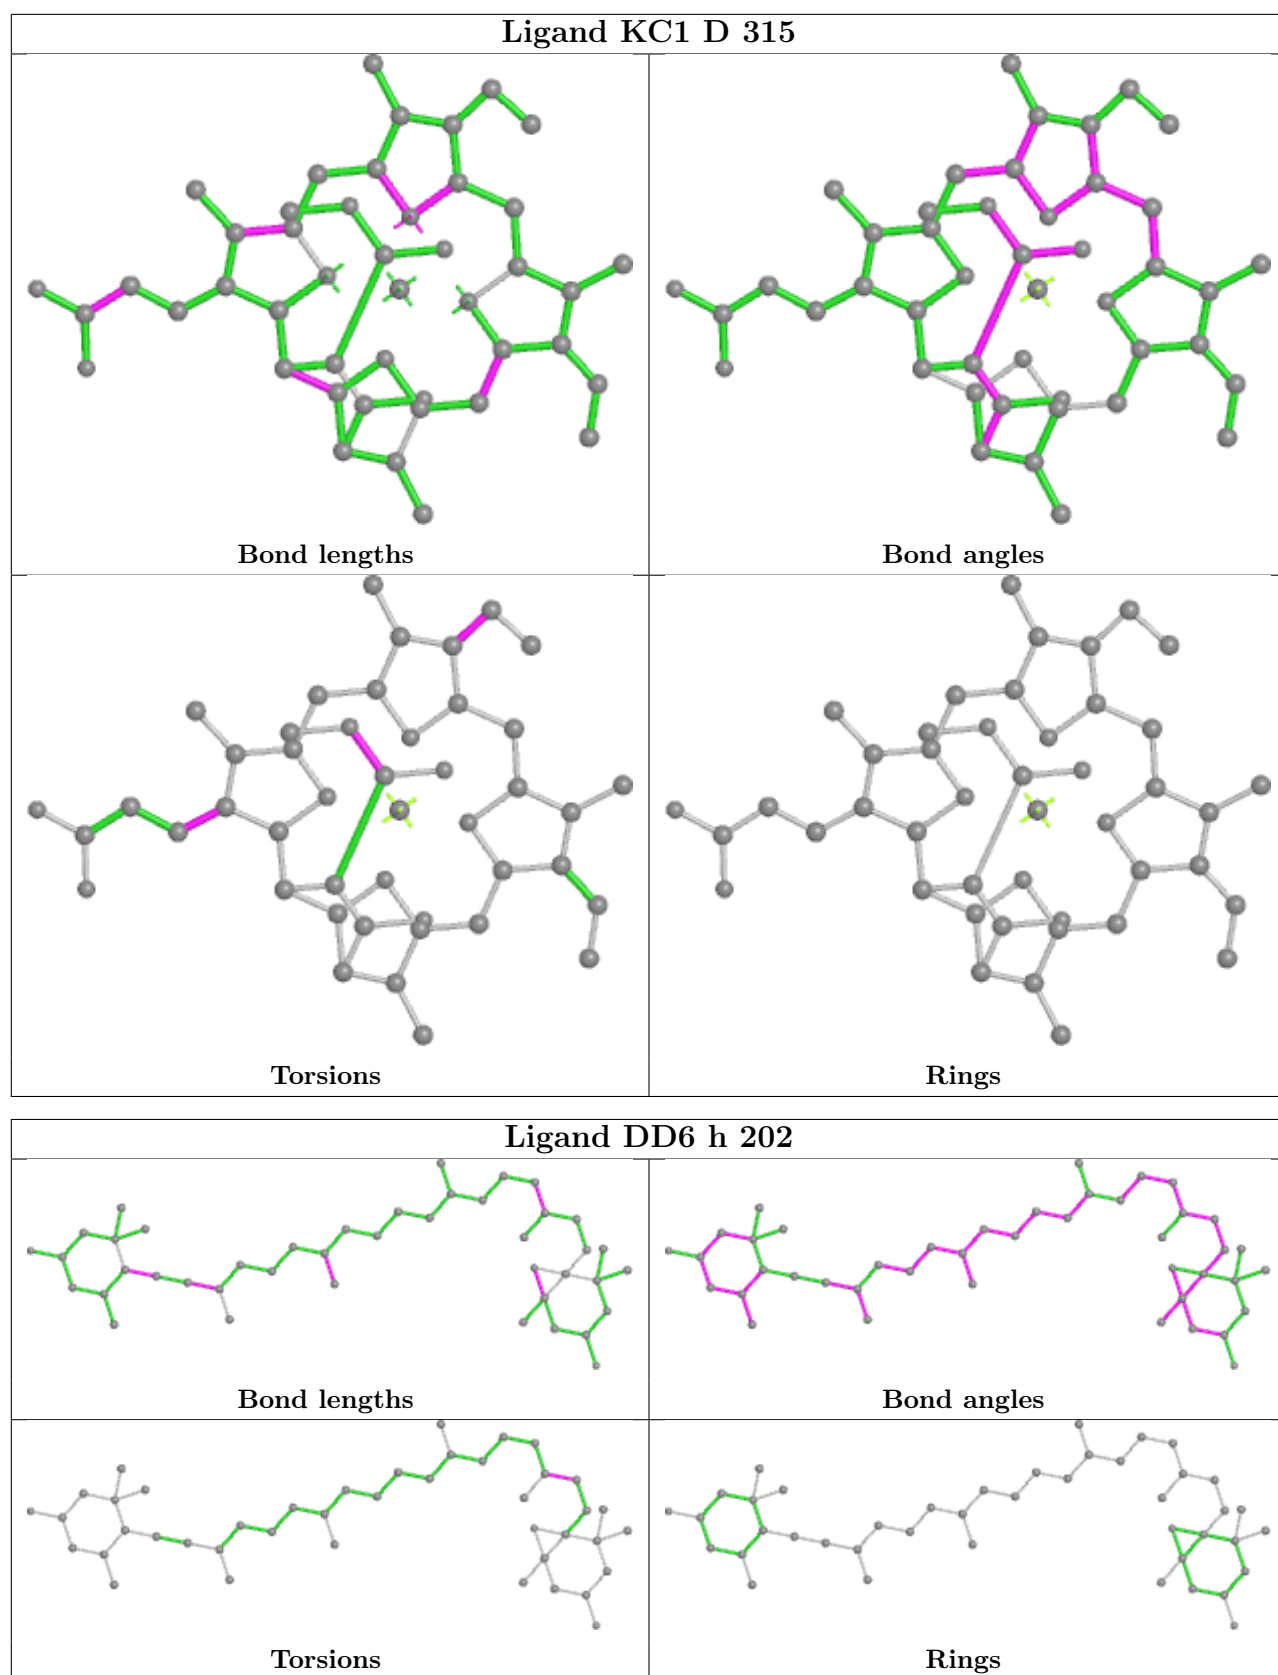 Ligand KC1 D 315
Bond lengths
Bond angles
Torsions
Rings
Ligand DD6 h 202
Bond lengths
Bond angles
Torsions
Rings